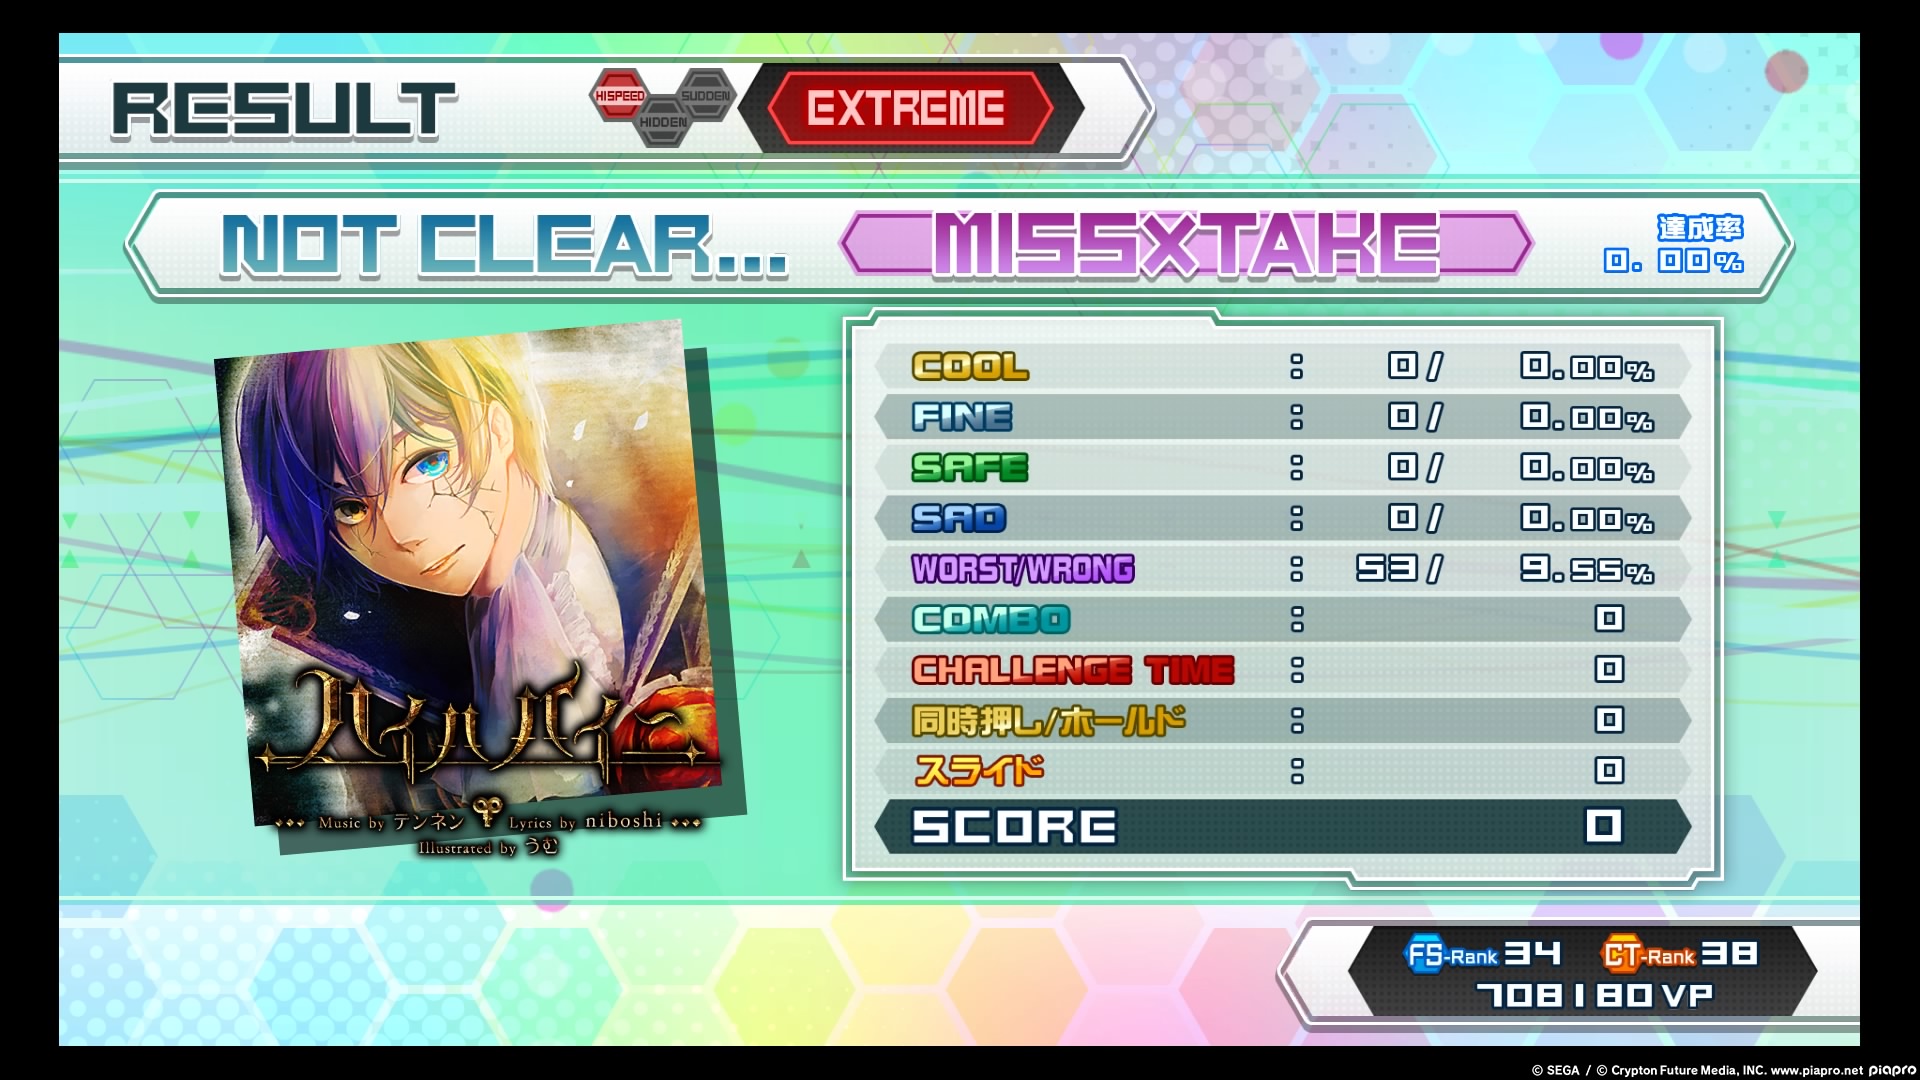 RESULT
HISPEED
SUDDEN
HIDDEN
EXTREME
NOT CLEAR...
MISS×TAKE
達成率
0.00%
COOL : 0/ 0.00%
FINE : 0/ 0.00%
SAFE : 0/ 0.00%
SAD : 0/ 0.00%
WORST/WRONG : 53/ 9.55%
COMBO : 0
CHALLENGE TIME : 0
同時押し/ホールド : 0
スライド : 0
SCORE 0
ハイハハイニ
Music by テンネン Lyrics by niboshi
Illustrated by うむ
FS-Rank 34 CT-Rank 38
708180VP
© SEGA / © Crypton Future Media, INC. www.piapro.net piapro